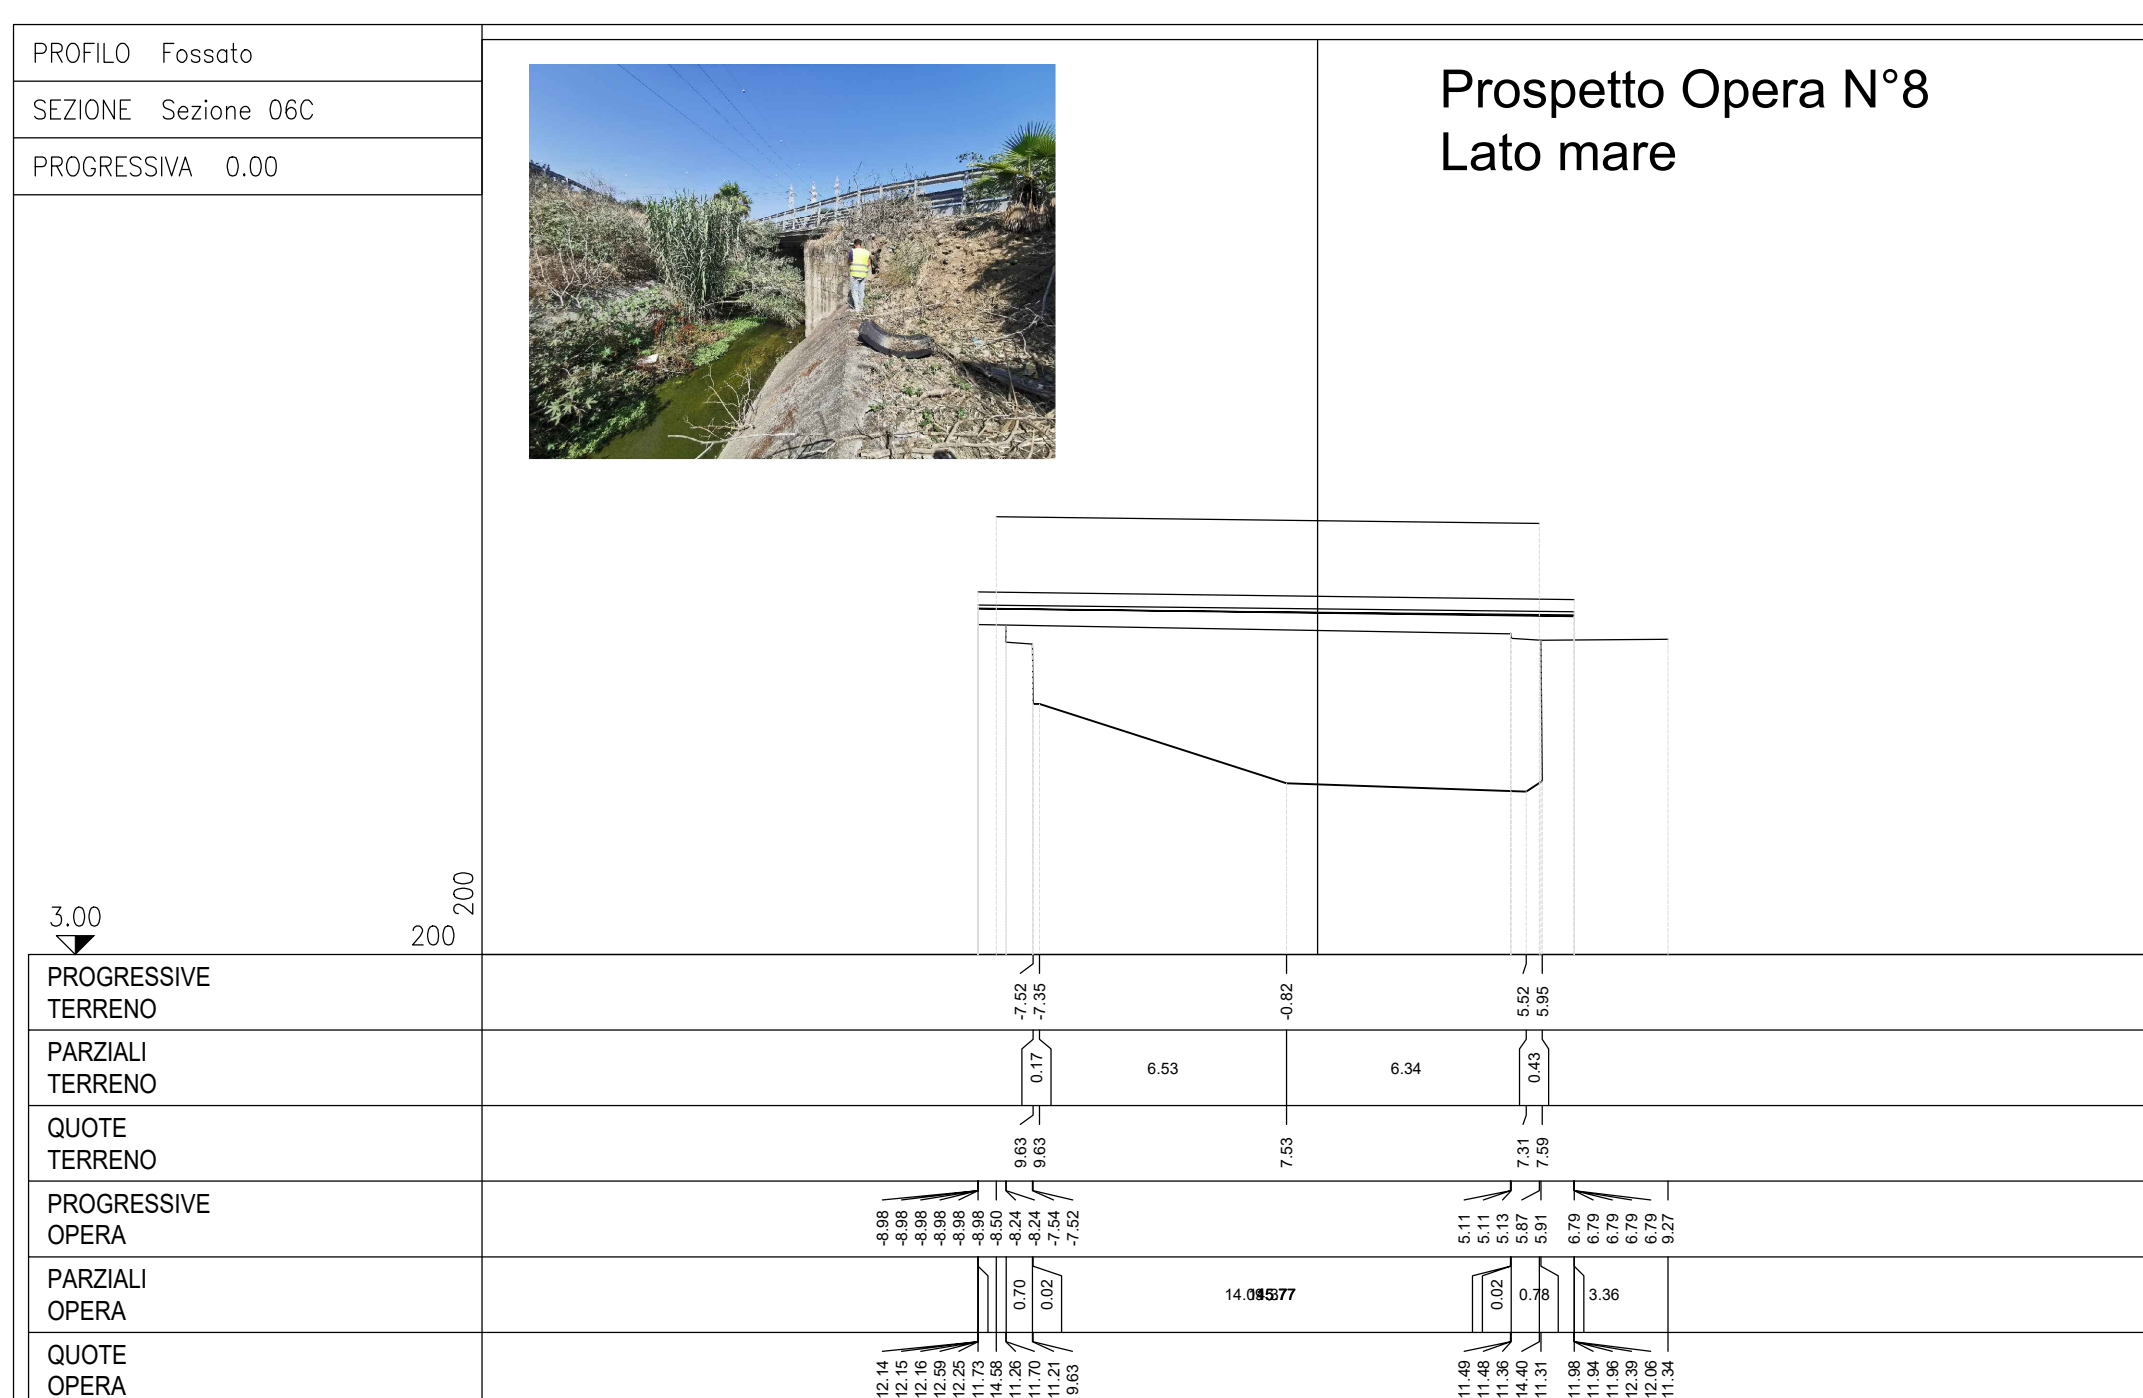 PROFILO Fossato
SEZIONE Sezione 06C
PROGRESSIVA 0.00
Prospetto Opera N°8
Lato mare
200
3.00
200
PROGRESSIVE
TERRENO
-7.52 -7.35 -0.82 5.52 5.95
PARZIALI
TERRENO
0.17 6.53 6.34 0.43
QUOTE
TERRENO
9.63 9.63 7.53 7.31 7.59
PROGRESSIVE
OPERA
-8.98 -8.98 -8.98 -8.98 -8.98 -8.98 -8.50 -8.24 -8.24 -7.54 -7.52 5.11 5.11 5.13 5.87 5.91 6.79 6.79 6.79 6.79 6.79 9.27
PARZIALI
OPERA
0.70 0.02 0.02 0.78 3.36
QUOTE
OPERA
12.14 12.15 12.16 12.59 12.25 11.73 14.58 11.26 11.70 11.21 9.63 11.49 11.48 11.36 14.40 11.31 11.98 11.94 11.96 12.39 12.06 11.34